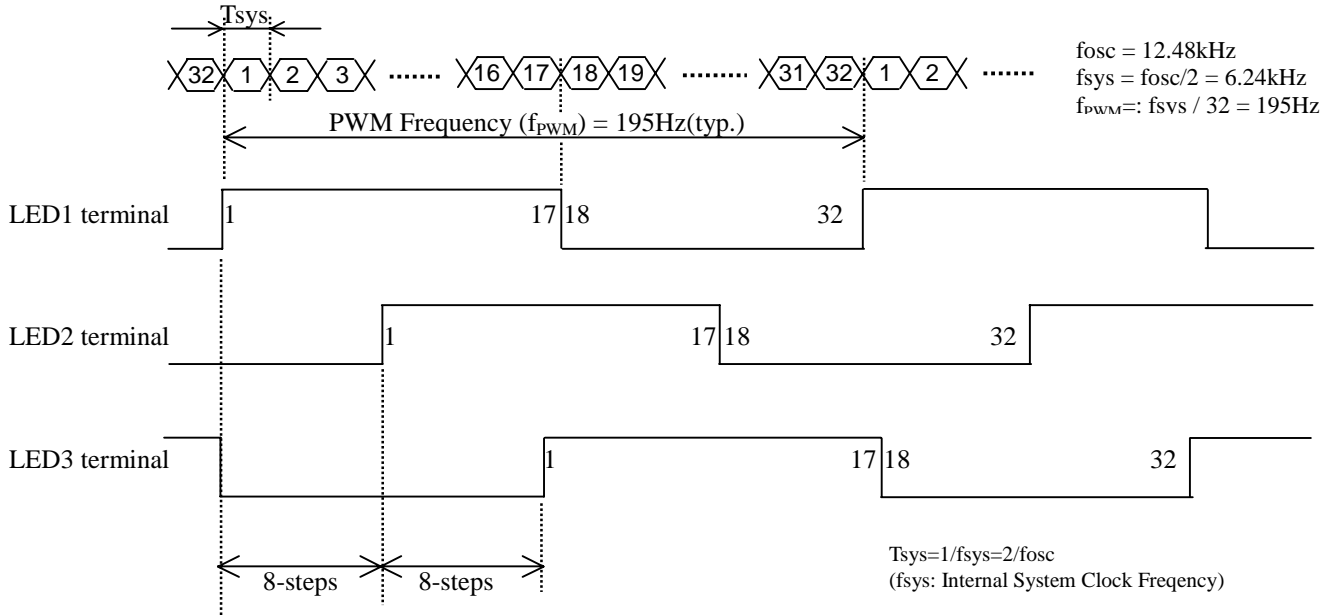 Tsys
32 1 2 3 16 17 18 19 31 32 1 2
fosc = 12.48kHz
fsys = fosc/2 = 6.24kHz
fPWM=: fsys / 32 = 195Hz
PWM Frequency (fPWM) = 195Hz(typ.)
LED1 terminal 1 17 18 32
LED2 terminal 1 17 18 32
LED3 terminal 1 17 18 32
8-steps 8-steps
Tsys=1/fsys=2/fosc
(fsys: Internal System Clock Freqency)